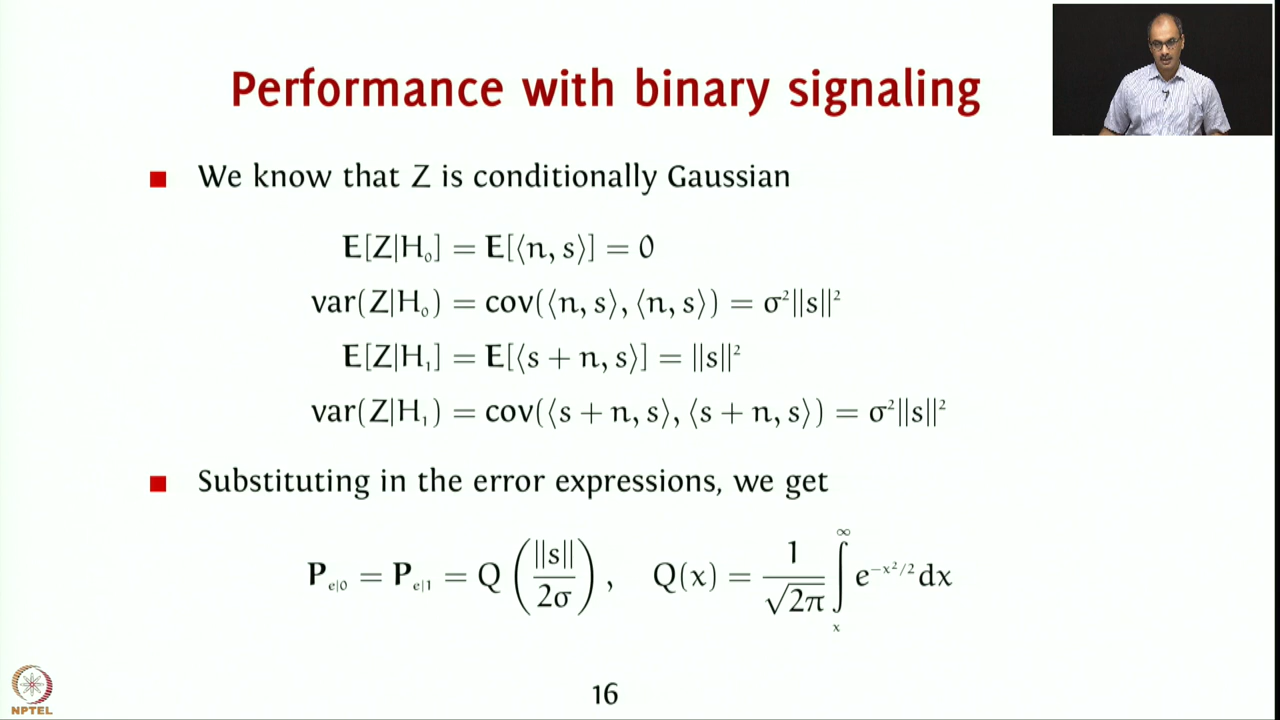 Performance with binary signaling
We know that Z is conditionally Gaussian
E[Z|H₀] = E[⟨n, s⟩] = 0
var(Z|H₀) = cov(⟨n, s⟩, ⟨n, s⟩) = σ²||s||²
E[Z|H₁] = E[⟨s + n, s⟩] = ||s||²
var(Z|H₁) = cov(⟨s + n, s⟩, ⟨s + n, s⟩) = σ²||s||²
Substituting in the error expressions, we get
P_{e|0} = P_{e|1} = Q(||s||/2σ), Q(x) = 1/√2π ∫_x^∞ e^{-x²/2}dx
16
NPTEL